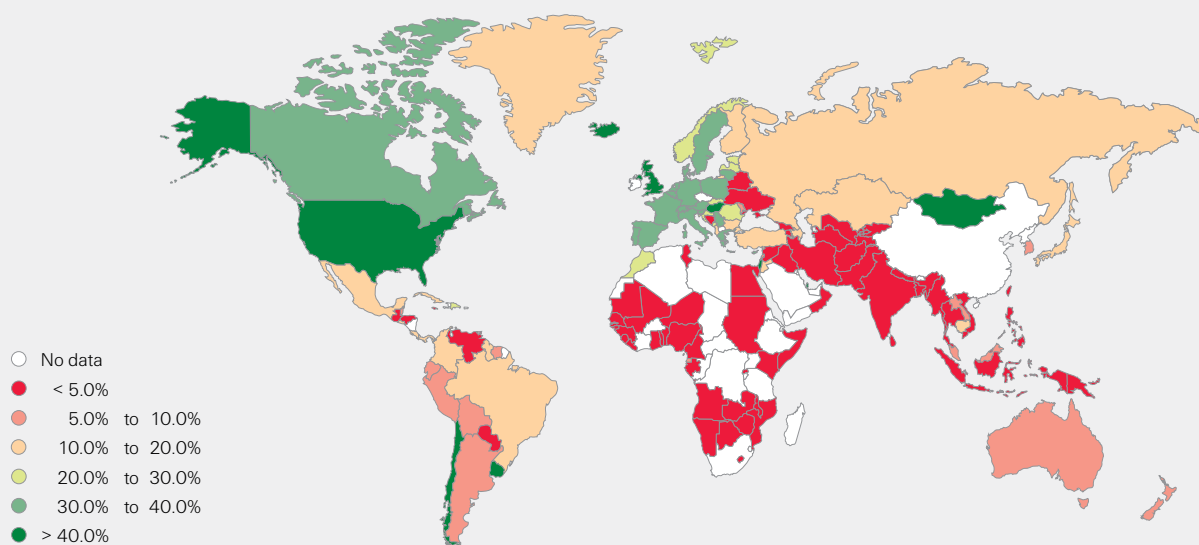 No data
< 5.0%
5.0% to 10.0%
10.0% to 20.0%
20.0% to 30.0%
30.0% to 40.0%
> 40.0%